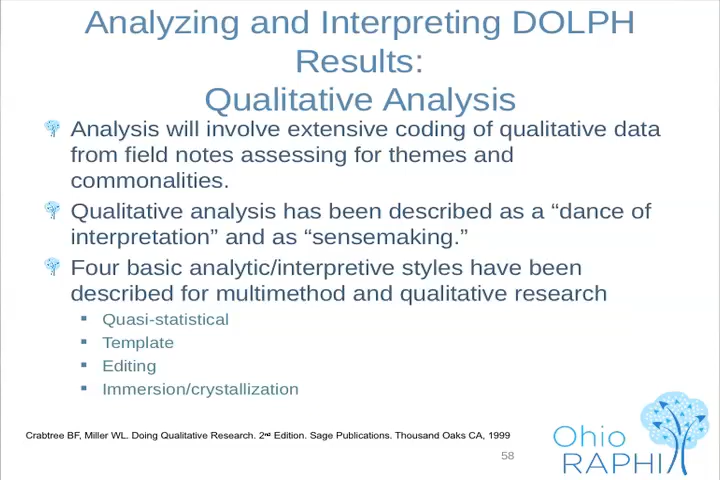 Analyzing and Interpreting DOLPH
Results:
Qualitative Analysis
Analysis will involve extensive coding of qualitative data
from field notes assessing for themes and
commonalities.
Qualitative analysis has been described as a “dance of
interpretation” and as “sensemaking.”
Four basic analytic/interpretive styles have been
described for multimethod and qualitative research
▪ Quasi-statistical
▪ Template
▪ Editing
▪ Immersion/crystallization
Crabtree BF, Miller WL. Doing Qualitative Research. 2nd Edition. Sage Publications. Thousand Oaks CA, 1999
58
Ohio
RAPHI